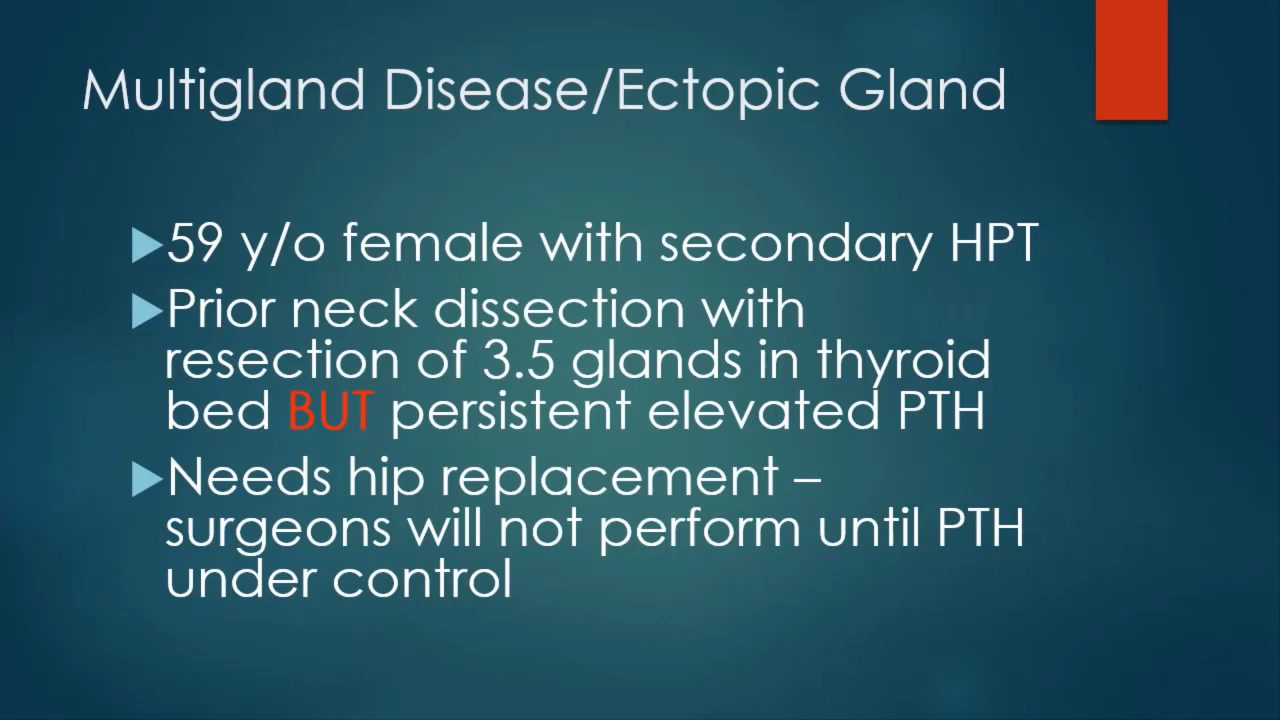 Multigland Disease/Ectopic Gland
59 y/o female with secondary HPT
Prior neck dissection with
resection of 3.5 glands in thyroid
bed BUT persistent elevated PTH
Needs hip replacement –
surgeons will not perform until PTH
under control